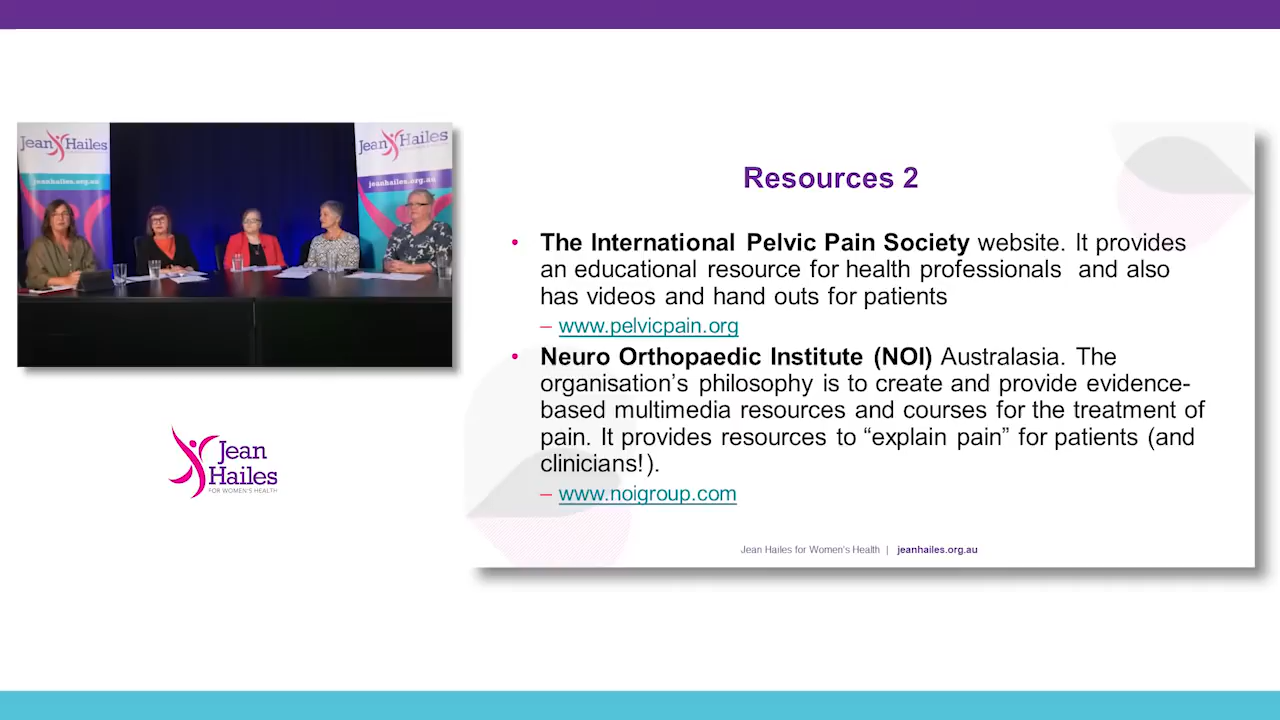 Jean Hailes
jeanhailes.org.au
Jean Hailes
jeanhailes.org.au
Jean
Hailes
FOR WOMEN'S HEALTH
Resources 2
• The International Pelvic Pain Society website. It provides
an educational resource for health professionals and also
has videos and hand outs for patients
– www.pelvicpain.org
• Neuro Orthopaedic Institute (NOI) Australasia. The
organisation’s philosophy is to create and provide evidence-
based multimedia resources and courses for the treatment of
pain. It provides resources to “explain pain” for patients (and
clinicians!).
– www.noigroup.com
Jean Hailes for Women's Health | jeanhailes.org.au